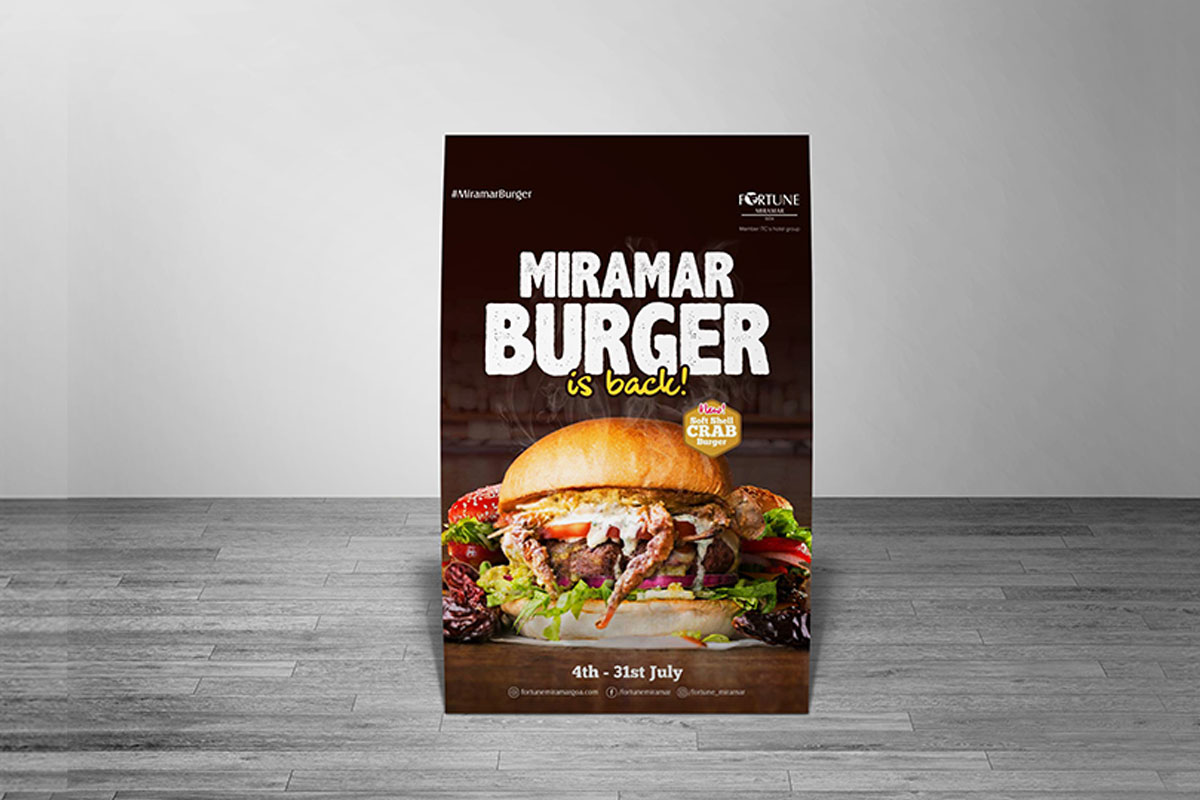 #MiramarBurger
FORTUNE
MIRAMAR
GOA
Member ITC's hotel group
MIRAMAR
BURGER
is back!
New!
Soft Shell
CRAB
Burger
4th - 31st July
fortunemiramargoa.com /fortunemiramar /fortune_miramar